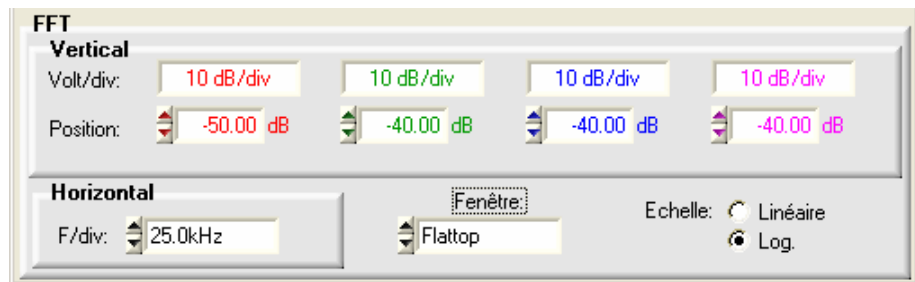 FFT
Vertical
Volt/div: 10 dB/div 10 dB/div 10 dB/div 10 dB/div
Position: -50.00 dB -40.00 dB -40.00 dB -40.00 dB
Horizontal
F/div: 25.0kHz
Fenêtre:
Flattop
Echelle: Linéaire
Log.